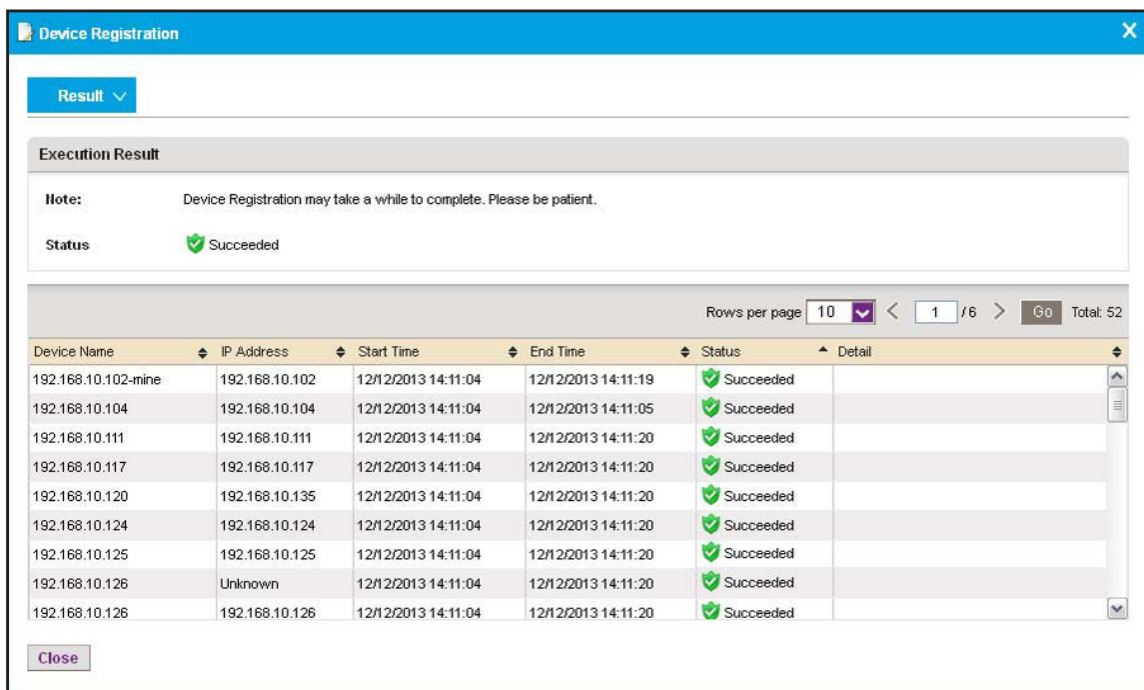 Device Registration X
Result
Execution Result
Note: Device Registration may take a while to complete. Please be patient.
Status Succeeded
Rows per page 10 < 1 /6 > Go Total: 52
Device Name IP Address Start Time End Time Status Detail
192.168.10.102-mine 192.168.10.102 12/12/2013 14:11:04 12/12/2013 14:11:19 Succeeded
192.168.10.104 192.168.10.104 12/12/2013 14:11:04 12/12/2013 14:11:05 Succeeded
192.168.10.111 192.168.10.111 12/12/2013 14:11:04 12/12/2013 14:11:20 Succeeded
192.168.10.117 192.168.10.117 12/12/2013 14:11:04 12/12/2013 14:11:20 Succeeded
192.168.10.120 192.168.10.135 12/12/2013 14:11:04 12/12/2013 14:11:20 Succeeded
192.168.10.124 192.168.10.124 12/12/2013 14:11:04 12/12/2013 14:11:20 Succeeded
192.168.10.125 192.168.10.125 12/12/2013 14:11:04 12/12/2013 14:11:20 Succeeded
192.168.10.126 Unknown 12/12/2013 14:11:04 12/12/2013 14:11:20 Succeeded
192.168.10.126 192.168.10.126 12/12/2013 14:11:04 12/12/2013 14:11:20 Succeeded
Close